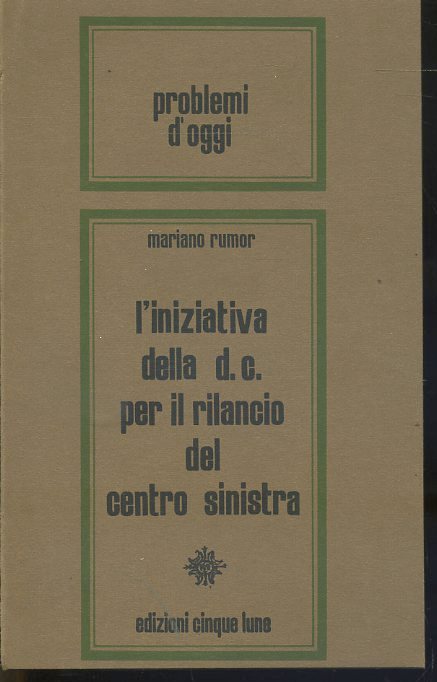 problemi
d'oggi
mariano rumor
l'iniziativa
della d.c.
per il rilancio
del
centro sinistra
edizioni cinque lune